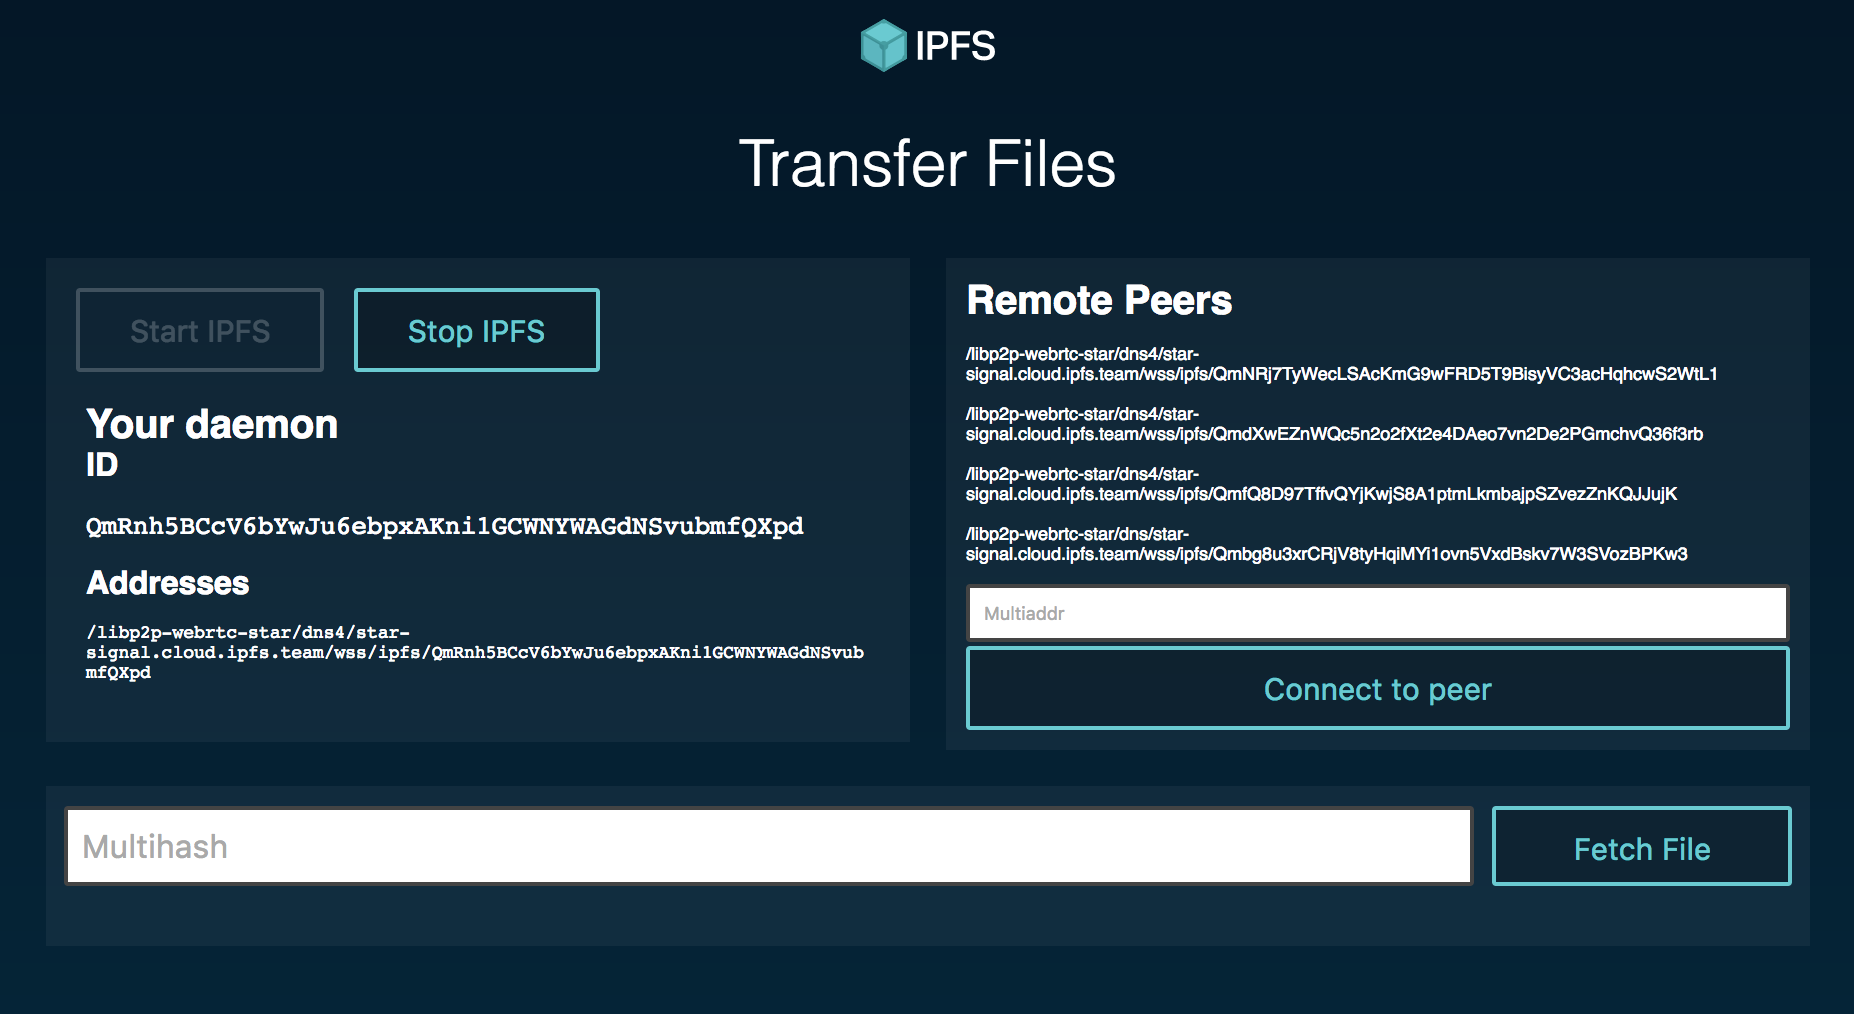 IPFS
Transfer Files
Start IPFS
Stop IPFS
Your daemon
ID
QmRnh5BCcV6bYwJu6ebpxAKni1GCWNYWAGdNSvubmfQXpd
Addresses
/libp2p-webrtc-star/dns4/star-
signal.cloud.ipfs.team/wss/ipfs/QmRnh5BCcV6bYwJu6ebpxAKni1GCWNYWAGdNSvub
mfQXpd
Remote Peers
/libp2p-webrtc-star/dns4/star-
signal.cloud.ipfs.team/wss/ipfs/QmNRj7TyWecLSAcKmG9wFRD5T9BisyVC3acHqhcwS2WtL1
/libp2p-webrtc-star/dns4/star-
signal.cloud.ipfs.team/wss/ipfs/QmdXwEZnWQc5n2o2fXt2e4DAeo7vn2De2PGmchvQ36f3rb
/libp2p-webrtc-star/dns4/star-
signal.cloud.ipfs.team/wss/ipfs/QmfQ8D97TffvQYjKwjS8A1ptmLkmbajpSZvezZnKQJJujK
/libp2p-webrtc-star/dns/star-
signal.cloud.ipfs.team/wss/ipfs/Qmbg8u3xrCRjV8tyHqiMYi1ovn5VxdBskv7W3SVozBPKw3
Multiaddr
Connect to peer
Multihash
Fetch File